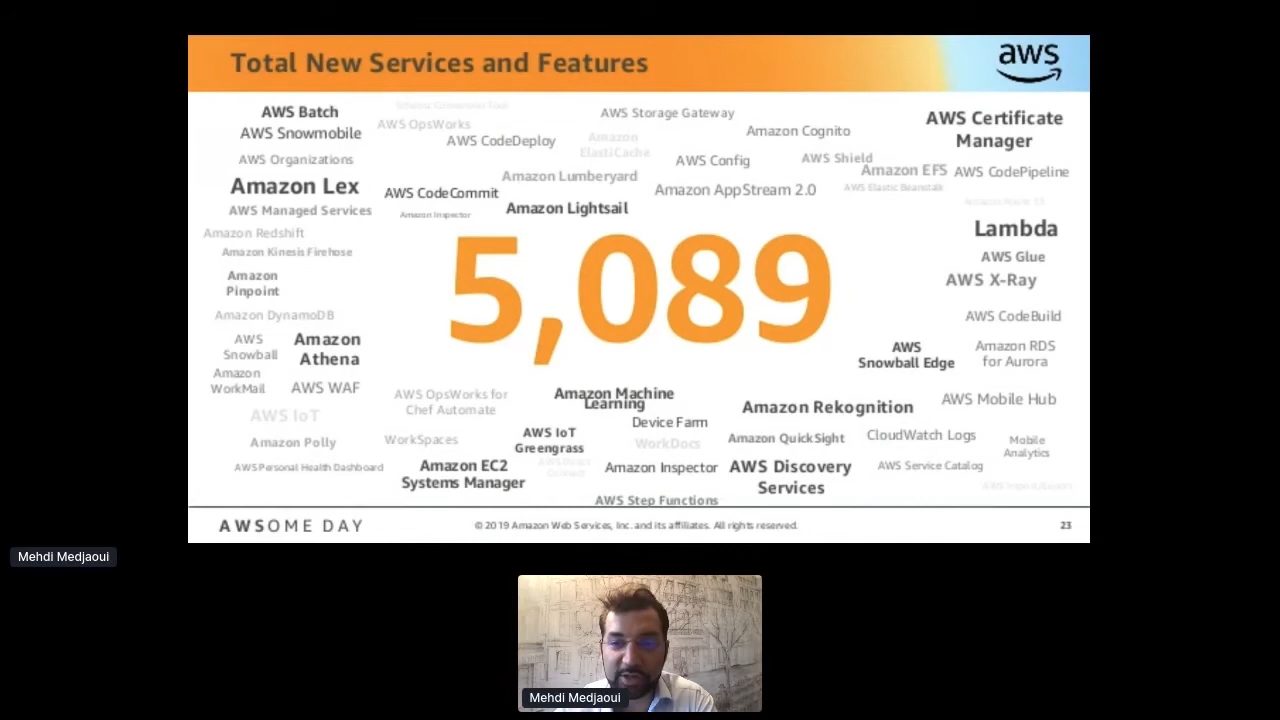 Total New Services and Features
aws
AWS Batch
AWS Snowmobile
AWS Organizations
Amazon Lex
AWS Managed Services
Amazon Redshift
Amazon Kinesis Firehose
Amazon
Pinpoint
Amazon DynamoDB
AWS
Snowball
Amazon
Athena
Amazon
WorkMail
AWS WAF
AWS IoT
Amazon Polly
AWS Personal Health Dashboard
AWS OpsWorks
AWS CodeDeploy
Amazon
ElastiCache
AWS Storage Gateway
Amazon Cognito
AWS Config
AWS Shield
Amazon EFS
AWS Certificate
Manager
AWS CodePipeline
Amazon Lumberyard
AWS CodeCommit
Amazon AppStream 2.0
AWS Elastic Beanstalk
Amazon Inspector
Amazon Lightsail
5,089
Lambda
AWS Glue
AWS X-Ray
AWS CodeBuild
AWS
Snowball Edge
Amazon RDS
for Aurora
AWS OpsWorks for
Chef Automate
Amazon Machine
Learning
Device Farm
Amazon Rekognition
AWS Mobile Hub
WorkSpaces
AWS IoT
Greengrass
WorkDocs
Amazon QuickSight
CloudWatch Logs
Mobile
Analytics
Amazon EC2
Systems Manager
Amazon Inspector
AWS Discovery
Services
AWS Service Catalog
AWS Step Functions
AWSOME DAY
© 2019 Amazon Web Services, Inc. and its affiliates. All rights reserved.
23
Mehdi Medjaoui
Mehdi Medjaoui